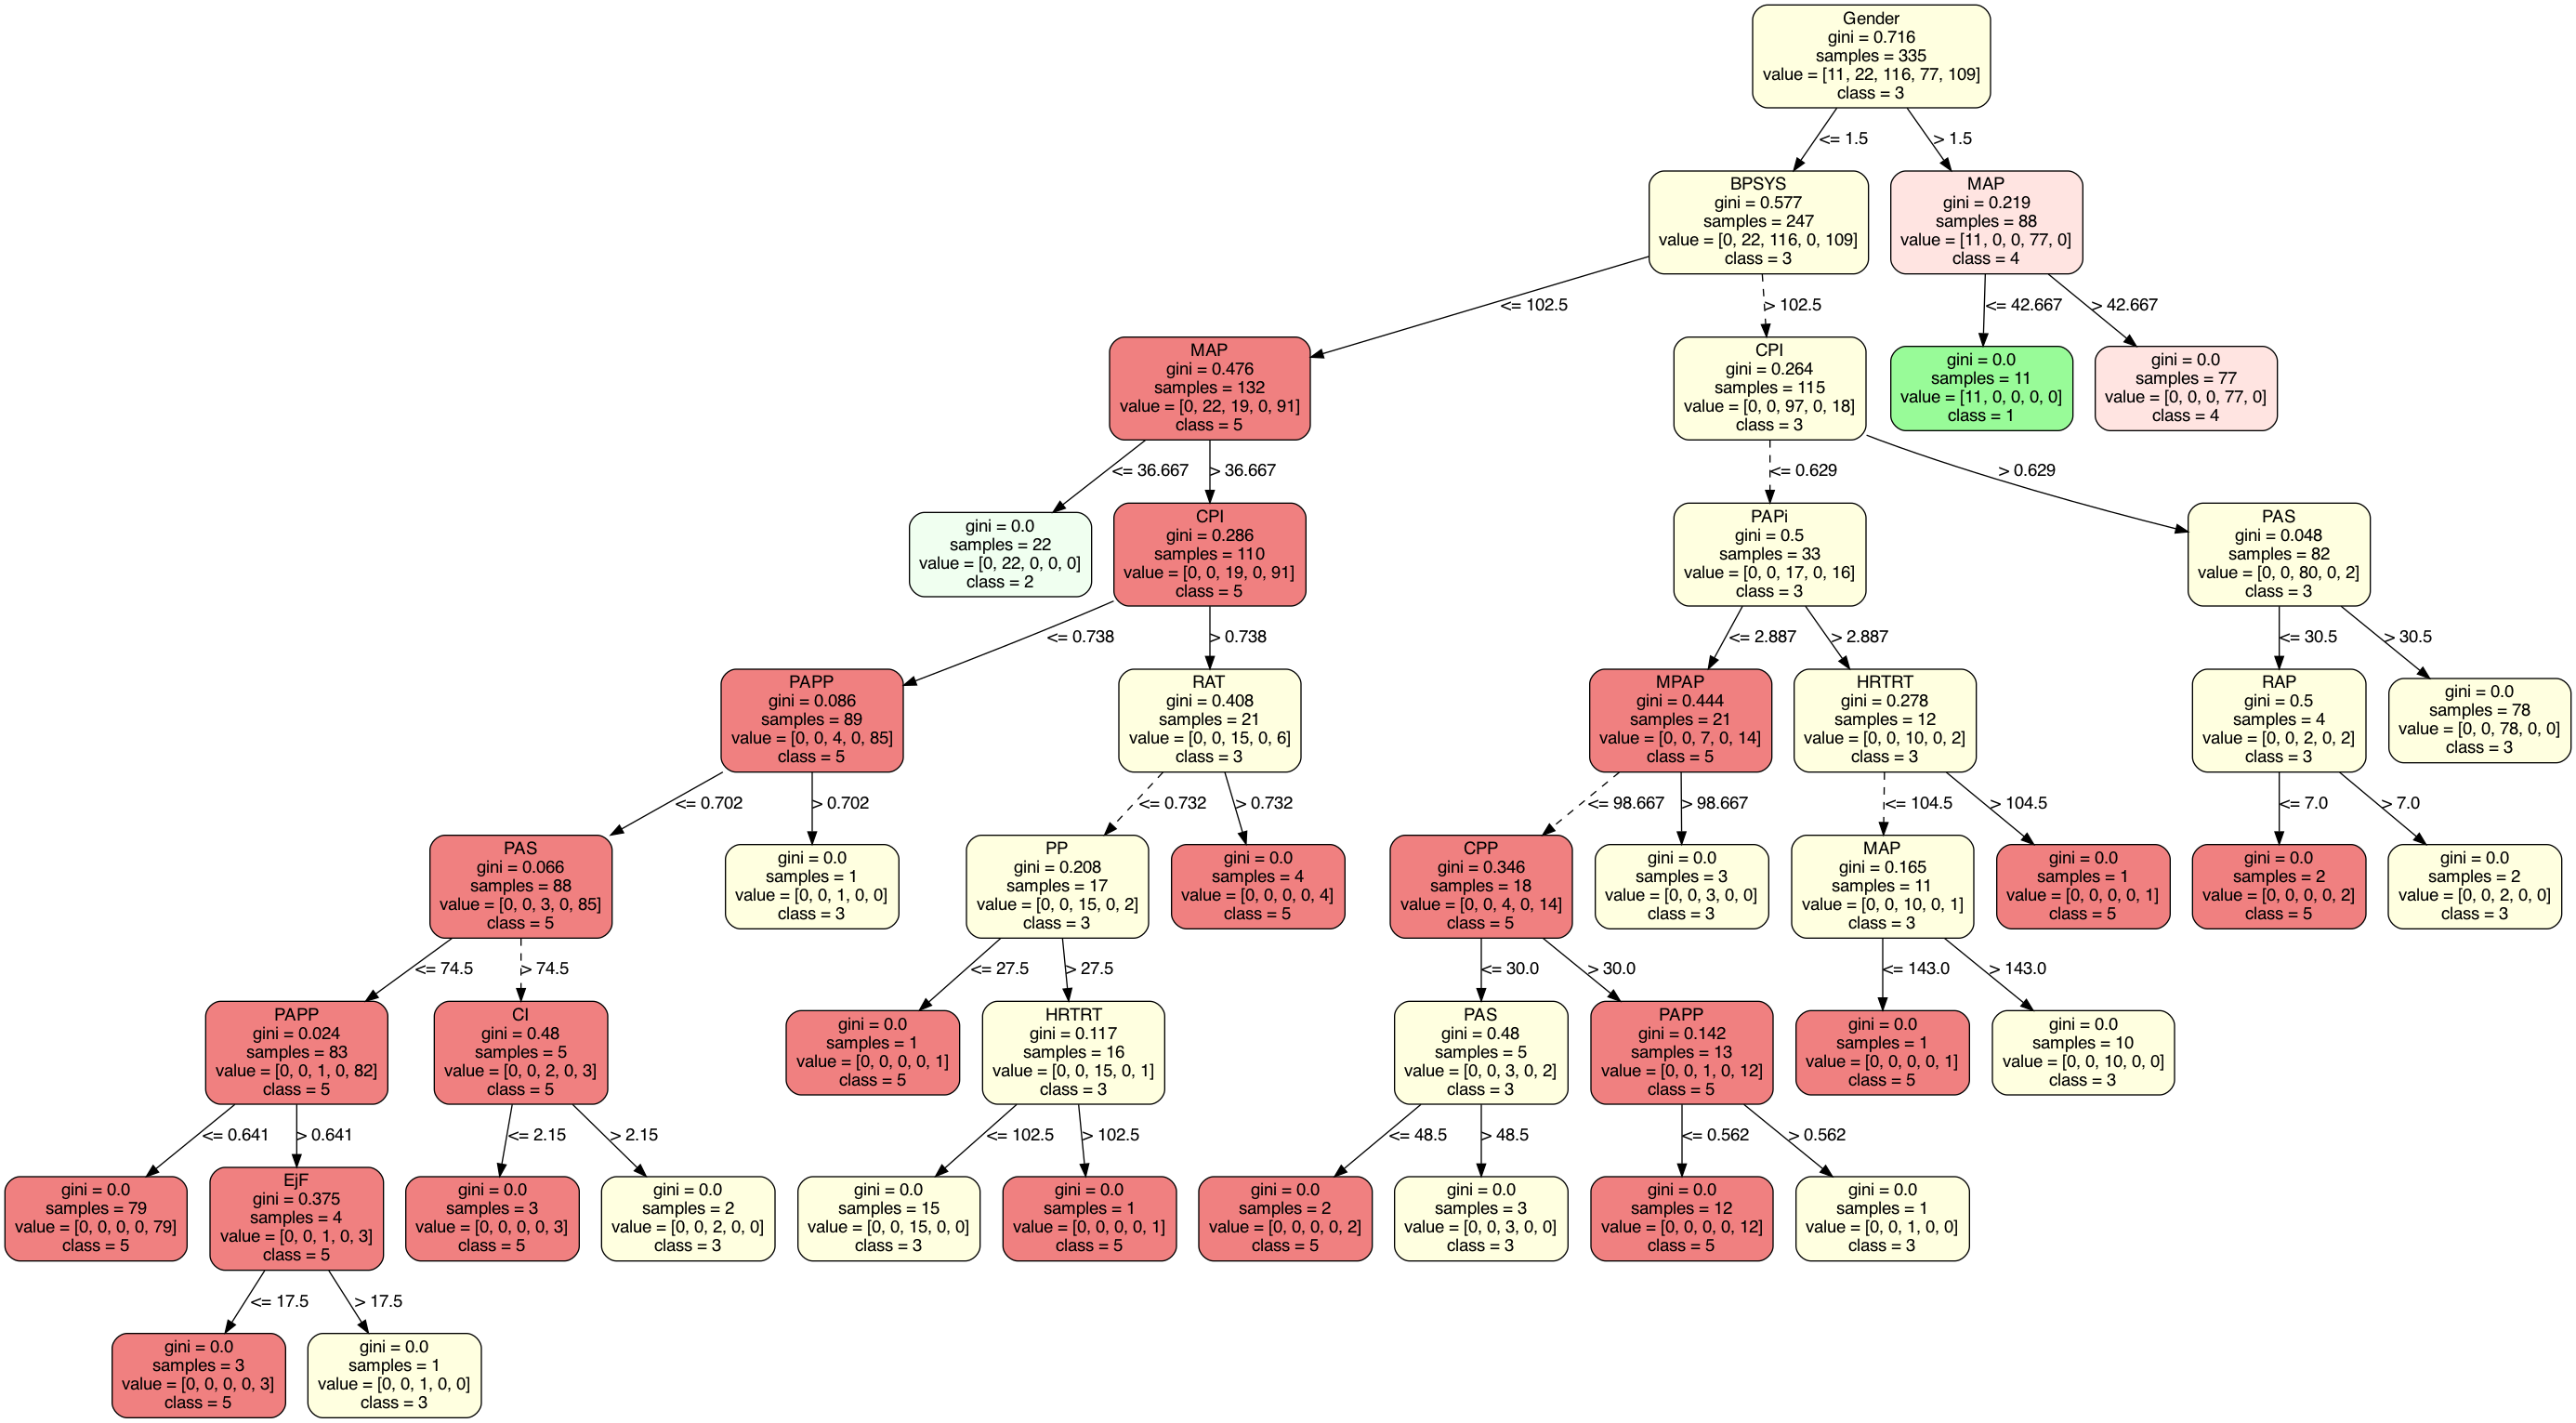 Gender
gini = 0.716
samples = 335
value = [11, 22, 116, 77, 109]
class = 3
<= 1.5
> 1.5
BPSYS
gini = 0.577
samples = 247
value = [0, 22, 116, 0, 109]
class = 3
MAP
gini = 0.219
samples = 88
value = [11, 0, 0, 77, 0]
class = 4
<= 102.5
> 102.5
<= 42.667
> 42.667
MAP
gini = 0.476
samples = 132
value = [0, 22, 19, 0, 91]
class = 5
CPI
gini = 0.264
samples = 115
value = [0, 0, 97, 0, 18]
class = 3
gini = 0.0
samples = 11
value = [11, 0, 0, 0, 0]
class = 1
gini = 0.0
samples = 77
value = [0, 0, 0, 77, 0]
class = 4
<= 36.667
> 36.667
<= 0.629
> 0.629
gini = 0.0
samples = 22
value = [0, 22, 0, 0, 0]
class = 2
CPI
gini = 0.286
samples = 110
value = [0, 0, 19, 0, 91]
class = 5
PAPi
gini = 0.5
samples = 33
value = [0, 0, 17, 0, 16]
class = 3
PAS
gini = 0.048
samples = 82
value = [0, 0, 80, 0, 2]
class = 3
<= 0.738
> 0.738
<= 2.887
> 2.887
<= 30.5
> 30.5
PAPP
gini = 0.086
samples = 89
value = [0, 0, 4, 0, 85]
class = 5
RAT
gini = 0.408
samples = 21
value = [0, 0, 15, 0, 6]
class = 3
MPAP
gini = 0.444
samples = 21
value = [0, 0, 7, 0, 14]
class = 5
HRTRT
gini = 0.278
samples = 12
value = [0, 0, 10, 0, 2]
class = 3
RAP
gini = 0.5
samples = 4
value = [0, 0, 2, 0, 2]
class = 3
gini = 0.0
samples = 78
value = [0, 0, 78, 0, 0]
class = 3
<= 0.702
> 0.702
<= 0.732
> 0.732
<= 98.667
> 98.667
<= 104.5
> 104.5
<= 7.0
> 7.0
PAS
gini = 0.066
samples = 88
value = [0, 0, 3, 0, 85]
class = 5
gini = 0.0
samples = 1
value = [0, 0, 1, 0, 0]
class = 3
PP
gini = 0.208
samples = 17
value = [0, 0, 15, 0, 2]
class = 3
gini = 0.0
samples = 4
value = [0, 0, 0, 0, 4]
class = 5
CPP
gini = 0.346
samples = 18
value = [0, 0, 4, 0, 14]
class = 5
gini = 0.0
samples = 3
value = [0, 0, 3, 0, 0]
class = 3
MAP
gini = 0.165
samples = 11
value = [0, 0, 10, 0, 1]
class = 3
gini = 0.0
samples = 1
value = [0, 0, 0, 0, 1]
class = 5
gini = 0.0
samples = 2
value = [0, 0, 0, 0, 2]
class = 5
gini = 0.0
samples = 2
value = [0, 0, 2, 0, 0]
class = 3
<= 74.5
> 74.5
<= 27.5
> 27.5
<= 30.0
> 30.0
<= 143.0
> 143.0
PAPP
gini = 0.024
samples = 83
value = [0, 0, 1, 0, 82]
class = 5
CI
gini = 0.48
samples = 5
value = [0, 0, 2, 0, 3]
class = 5
gini = 0.0
samples = 1
value = [0, 0, 0, 0, 1]
class = 5
HRTRT
gini = 0.117
samples = 16
value = [0, 0, 15, 0, 1]
class = 3
PAS
gini = 0.48
samples = 5
value = [0, 0, 3, 0, 2]
class = 3
PAPP
gini = 0.142
samples = 13
value = [0, 0, 1, 0, 12]
class = 5
gini = 0.0
samples = 1
value = [0, 0, 0, 0, 1]
class = 5
gini = 0.0
samples = 10
value = [0, 0, 10, 0, 0]
class = 3
<= 0.641
> 0.641
<= 2.15
> 2.15
<= 102.5
> 102.5
<= 48.5
> 48.5
<= 0.562
> 0.562
gini = 0.0
samples = 79
value = [0, 0, 0, 0, 79]
class = 5
EjF
gini = 0.375
samples = 4
value = [0, 0, 1, 0, 3]
class = 5
gini = 0.0
samples = 3
value = [0, 0, 0, 0, 3]
class = 5
gini = 0.0
samples = 2
value = [0, 0, 2, 0, 0]
class = 3
gini = 0.0
samples = 15
value = [0, 0, 15, 0, 0]
class = 3
gini = 0.0
samples = 1
value = [0, 0, 0, 0, 1]
class = 5
gini = 0.0
samples = 2
value = [0, 0, 0, 0, 2]
class = 5
gini = 0.0
samples = 3
value = [0, 0, 3, 0, 0]
class = 3
gini = 0.0
samples = 12
value = [0, 0, 0, 0, 12]
class = 5
gini = 0.0
samples = 1
value = [0, 0, 1, 0, 0]
class = 3
<= 17.5
> 17.5
gini = 0.0
samples = 3
value = [0, 0, 0, 0, 3]
class = 5
gini = 0.0
samples = 1
value = [0, 0, 1, 0, 0]
class = 3